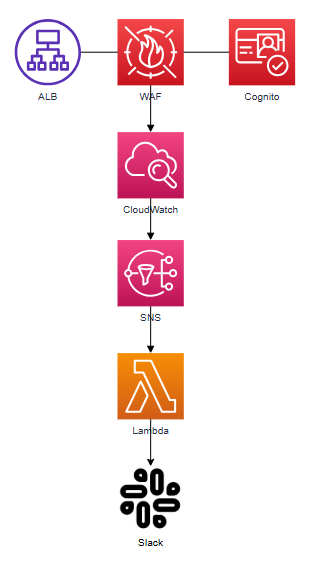 ALB
WAF
Cognito
CloudWatch
SNS
Lambda
Slack